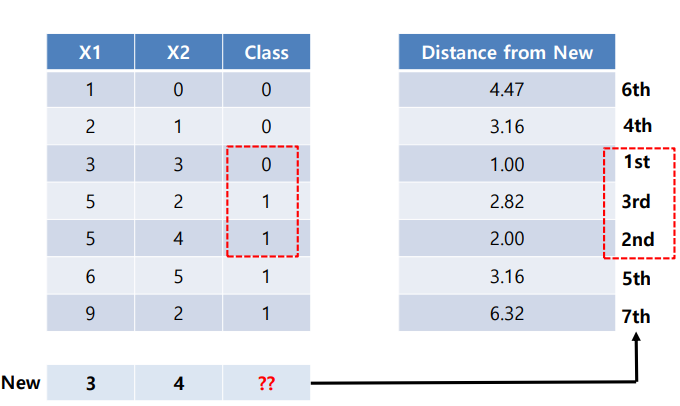 X1 X2 Class Distance from New
1 0 0 4.47 6th
2 1 0 3.16 4th
3 3 0 1.00 1st
5 2 1 2.82 3rd
5 4 1 2.00 2nd
6 5 1 3.16 5th
9 2 1 6.32 7th
New 3 4 ??